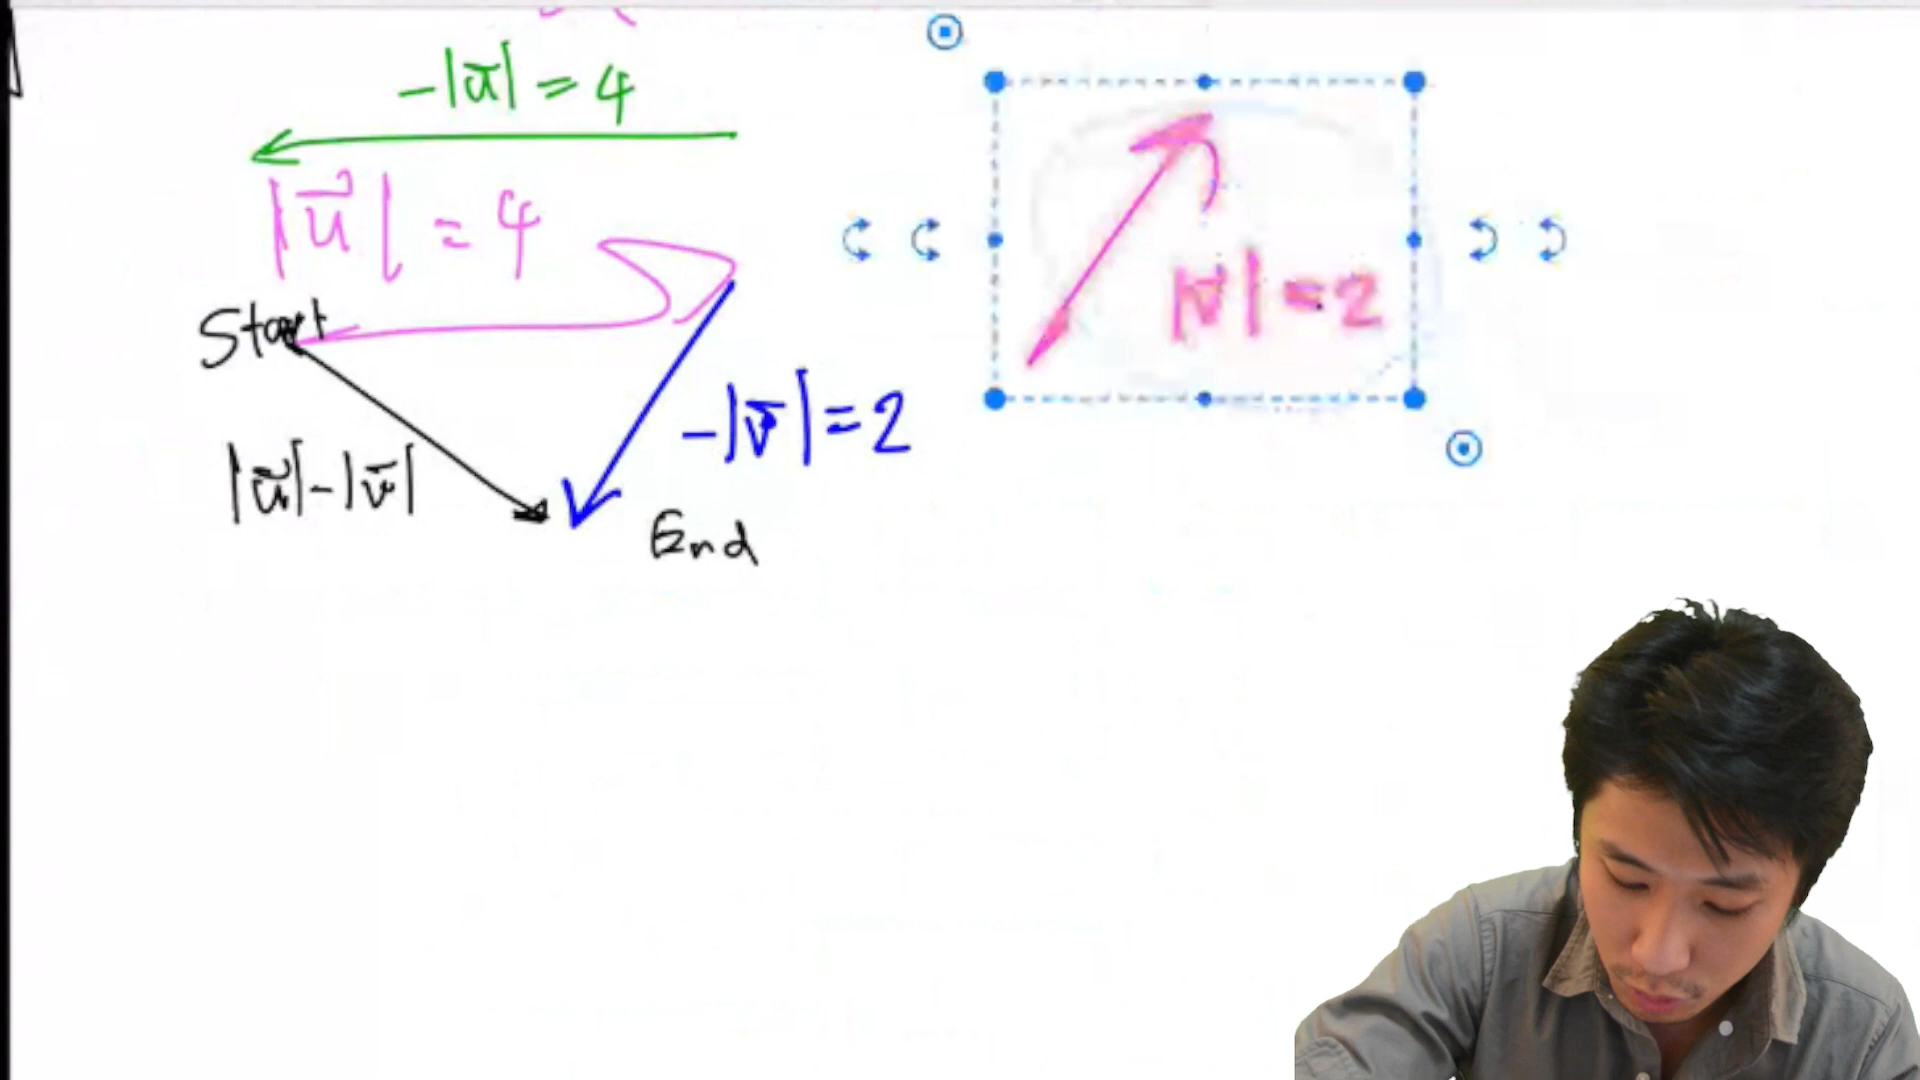 -|u⃗| = 4
|u⃗| = 4
|v⃗| = 2
Start
-|v⃗| = 2
|u⃗| - |v⃗|
End